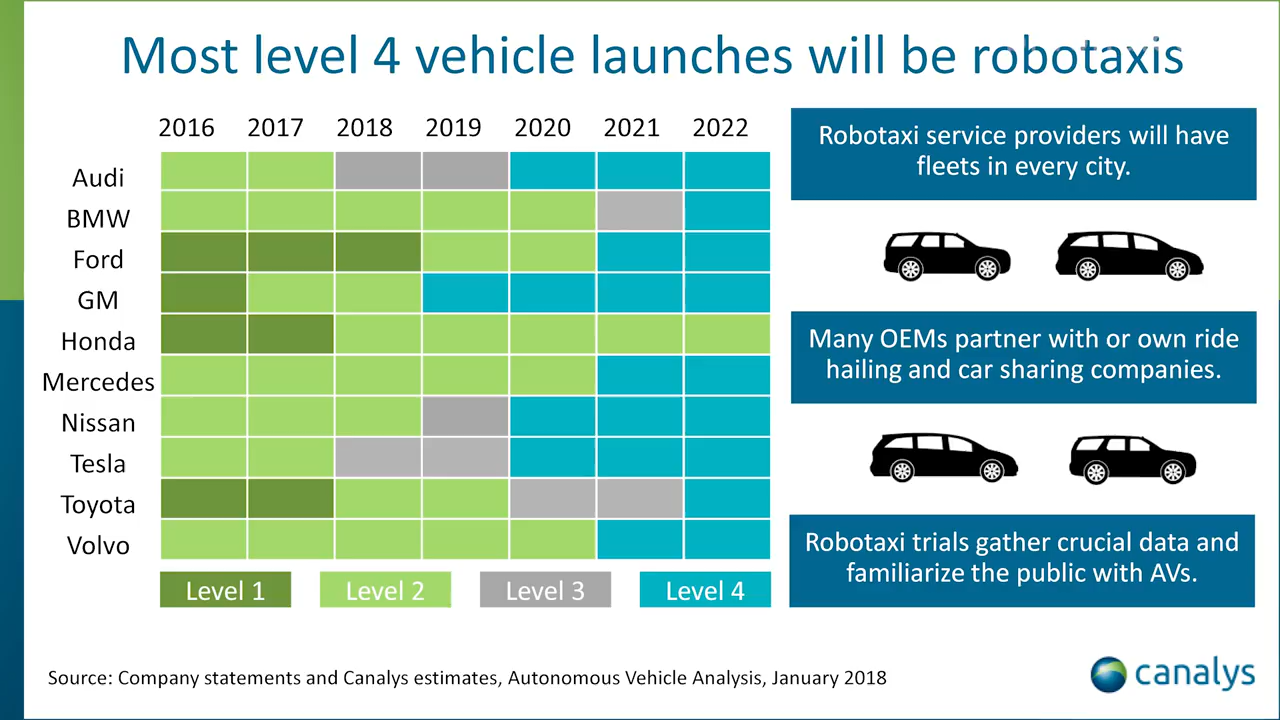 Most level 4 vehicle launches will be robotaxis
2016 2017 2018 2019 2020 2021 2022
Audi
BMW
Ford
GM
Honda
Mercedes
Nissan
Tesla
Toyota
Volvo
Level 1 Level 2 Level 3 Level 4
Robotaxi service providers will have
fleets in every city.
Many OEMs partner with or own ride
hailing and car sharing companies.
Robotaxi trials gather crucial data and
familiarize the public with AVs.
Source: Company statements and Canalys estimates, Autonomous Vehicle Analysis, January 2018
canalys